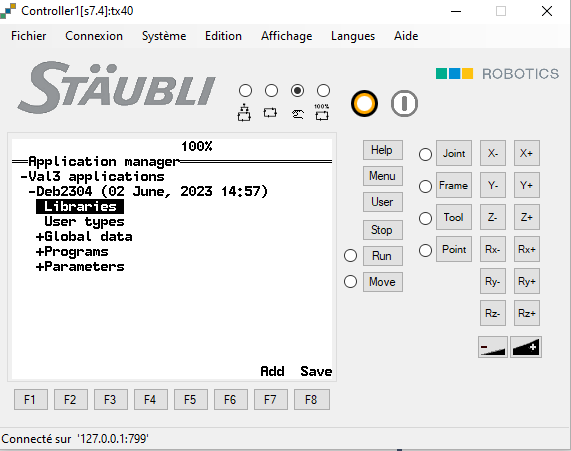 Controller1[s7.4]:tx40
Fichier Connexion Système Edition Affichage Langues Aide
STÄUBLI
ROBOTICS
100%
100%
Application manager
-Val3 applications
-Deb2304 (02 June, 2023 14:57)
Libraries
User types
+Global data
+Programs
+Parameters
Add Save
Help
Menu
User
Stop
Run
Move
Joint X- X+
Frame Y- Y+
Tool Z- Z+
Point Rx- Rx+
Ry- Ry+
Rz- Rz+
- +
F1 F2 F3 F4 F5 F6 F7 F8
Connecté sur '127.0.0.1:799'